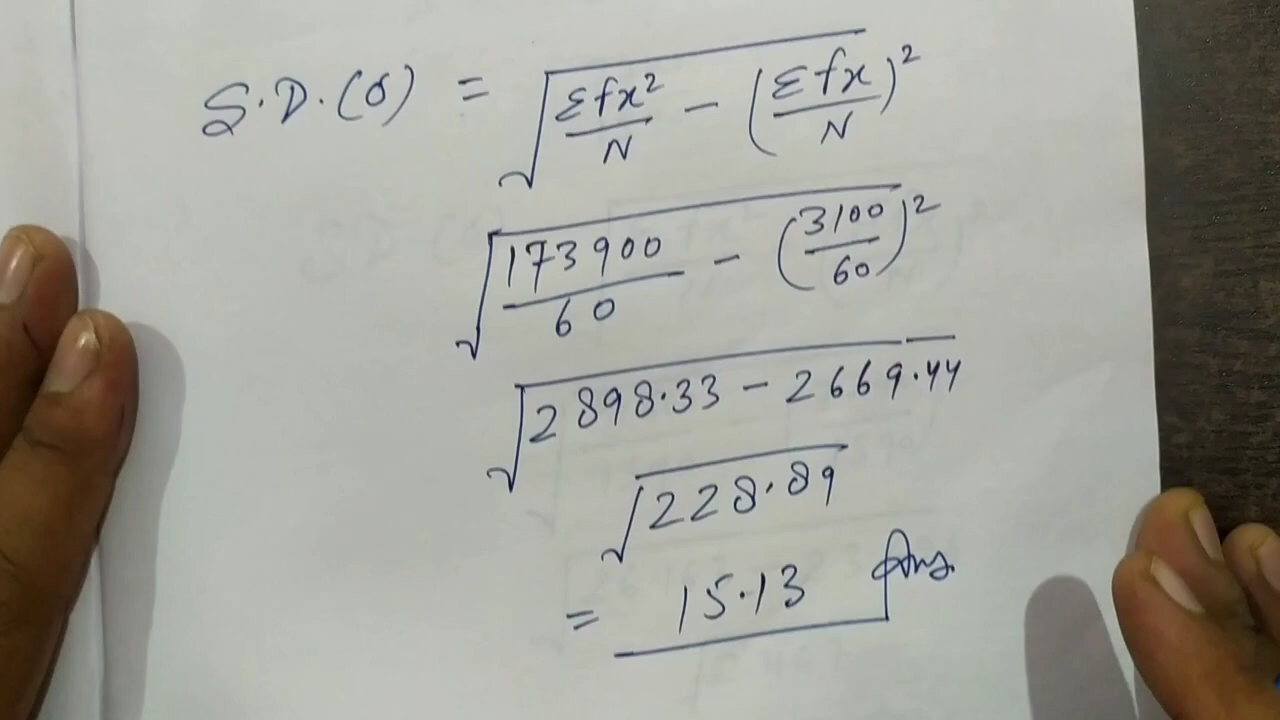 S.D.(σ) = √(Σfx²/N − (Σfx/N)²)
√(173900/60 − (3100/60)²)
√(2898.33 − 2669.44)
√228.89
= 15.13 Ans.